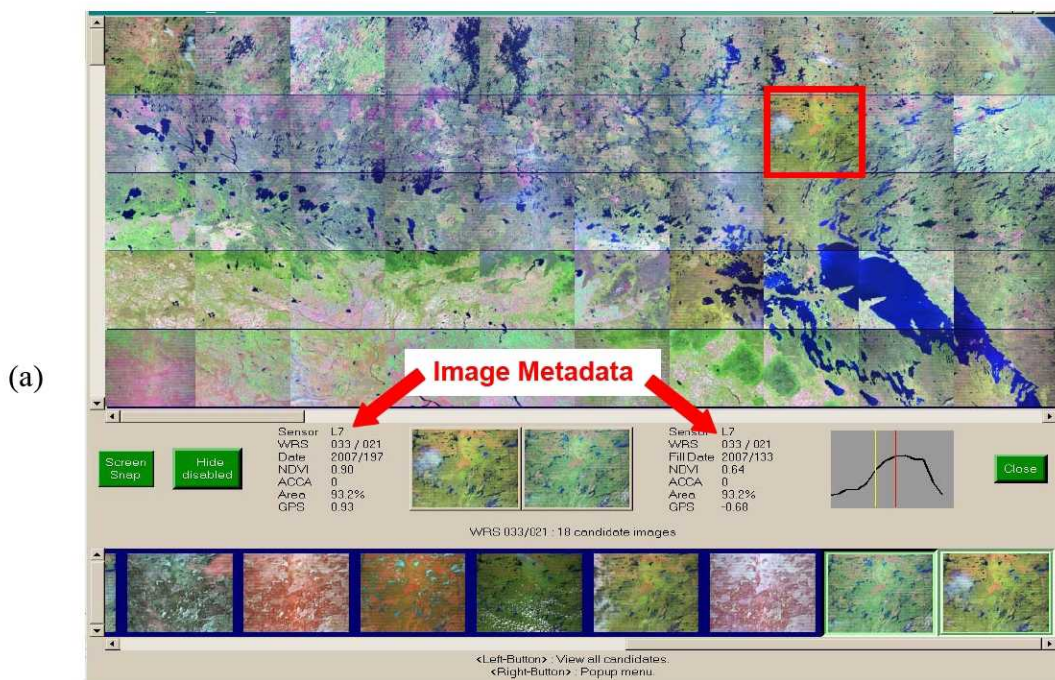 (a)
Image Metadata
Screen
Snap
Hide
disabled
Sensor L7
WRS 033 / 021
Date 2007/197
NDVI 0.90
ACCA 0
Area 93.2%
GPS 0.93
Sensor L7
WRS 033 / 021
Fill Date 2007/133
NDVI 0.64
ACCA 0
Area 93.2%
GPS -0.68
Close
WRS 033/021 : 18 candidate images
<Left-Button> : View all candidates.
<Right-Button> : Popup menu.